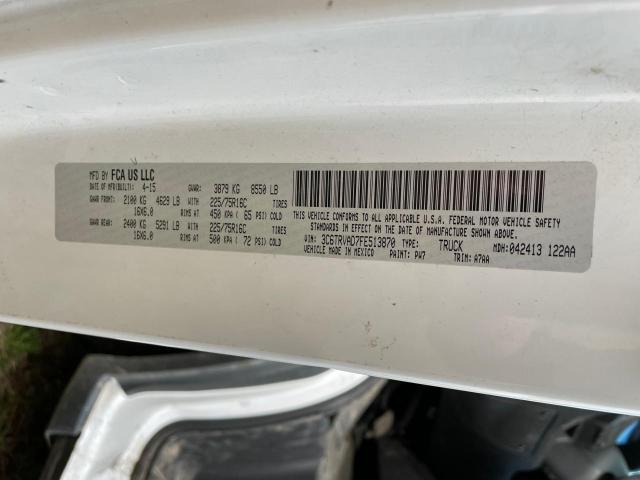 MFD BY FCA US LLC
DATE OF MFR(BUILT): 4-15 GVWR: 3879 KG 8550 LB
GAWR FRONT: 2100 KG 4629 LB WITH 225/75R16C TIRES
16X6.0 RIMS AT 450 KPA ( 65 PSI) COLD
GAWR REAR: 2400 KG 5291 LB WITH 225/75R16C TIRES
16X6.0 RIMS AT 500 KPA ( 72 PSI) COLD
THIS VEHICLE CONFORMS TO ALL APPLICABLE U.S.A. FEDERAL MOTOR VEHICLE SAFETY
STANDARDS IN EFFECT ON THE DATE OF MANUFACTURE SHOWN ABOVE.
VIN: 3C6TRVAD7FE513870 TYPE: TRUCK MDH: 042413 122AA
VEHICLE MADE IN MEXICO PAINT: PW7 TRIM: A7AA